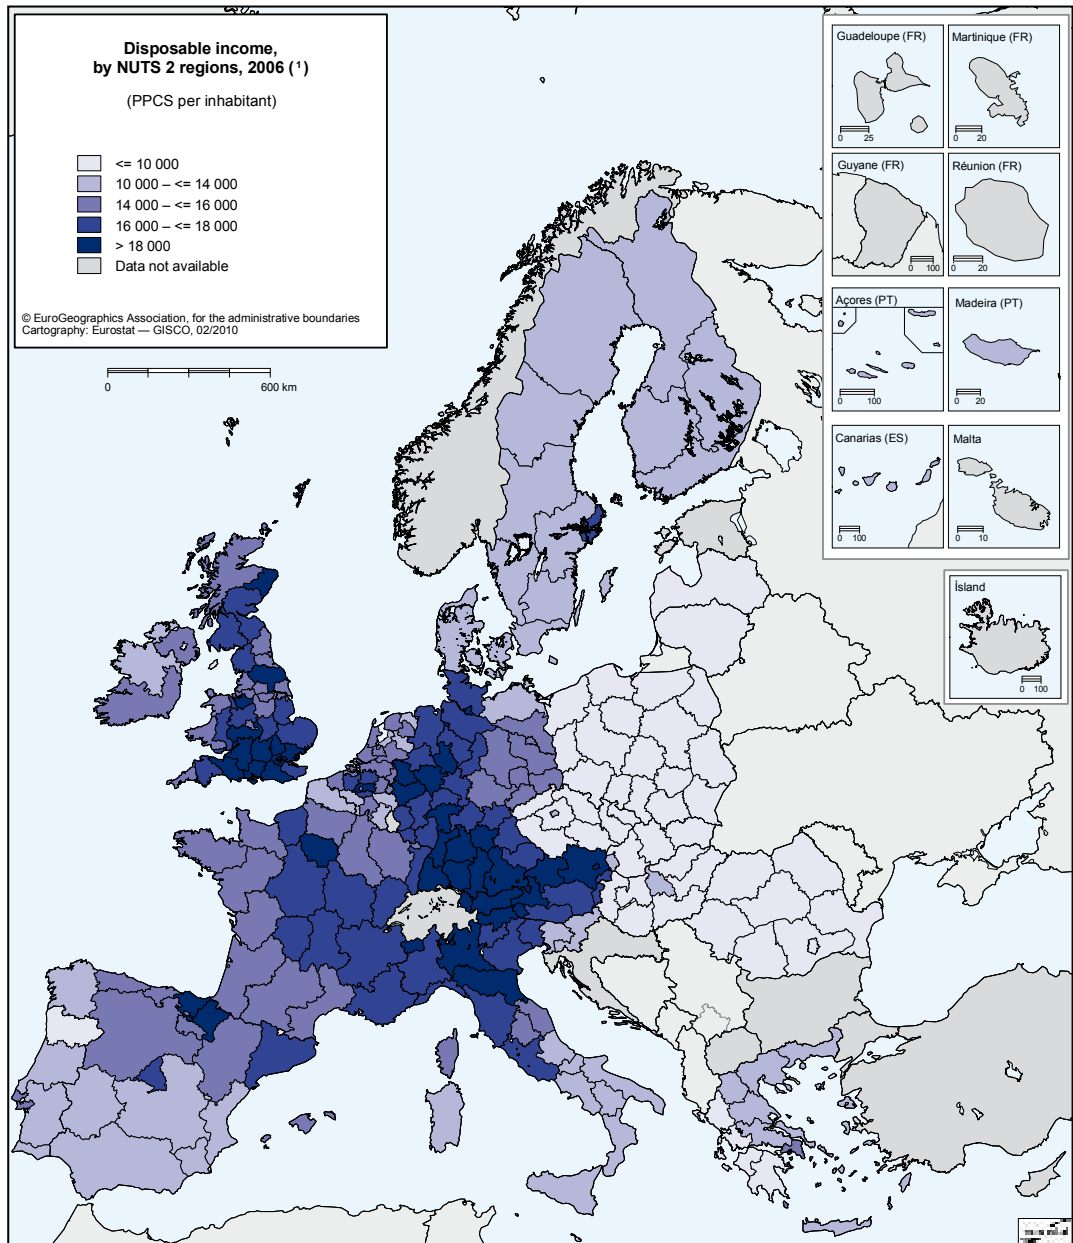 Disposable income,
by NUTS 2 regions, 2006 (¹)
(PPCS per inhabitant)
<= 10 000
10 000 – <= 14 000
14 000 – <= 16 000
16 000 – <= 18 000
> 18 000
Data not available
© EuroGeographics Association, for the administrative boundaries
Cartography: Eurostat — GISCO, 02/2010
0 600 km
Guadeloupe (FR)
0 25
Martinique (FR)
0 20
Guyane (FR)
0 100
Réunion (FR)
0 20
Açores (PT)
0 100
Madeira (PT)
0 20
Canarias (ES)
0 100
Malta
0 10
Ísland
0 100